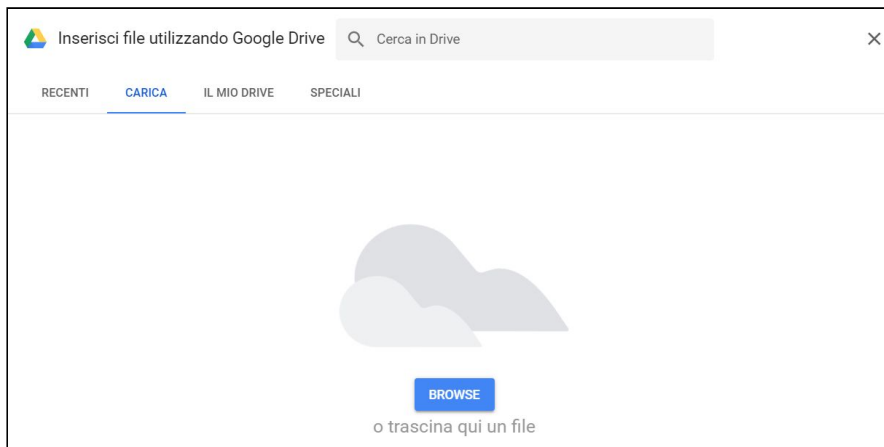 Inserisci file utilizzando Google Drive Cerca in Drive
RECENTI CARICA IL MIO DRIVE SPECIALI
BROWSE
o trascina qui un file